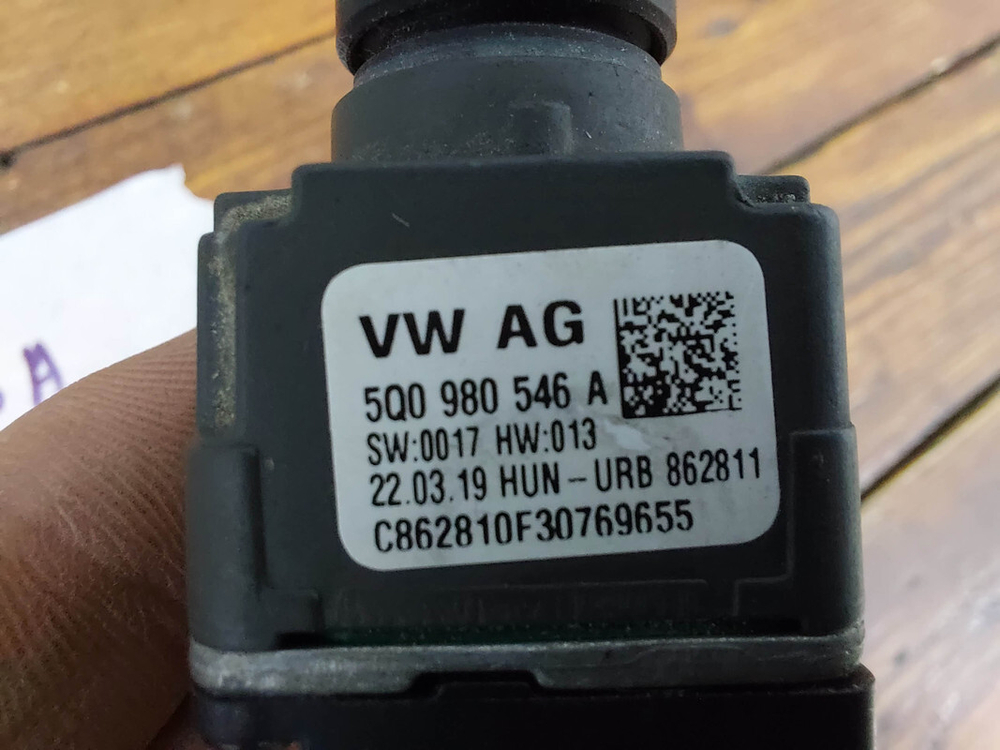 VW AG
5Q0 980 546 A
SW:0017 HW:013
22.03.19 HUN-URB 862811
C862810F30769655
A